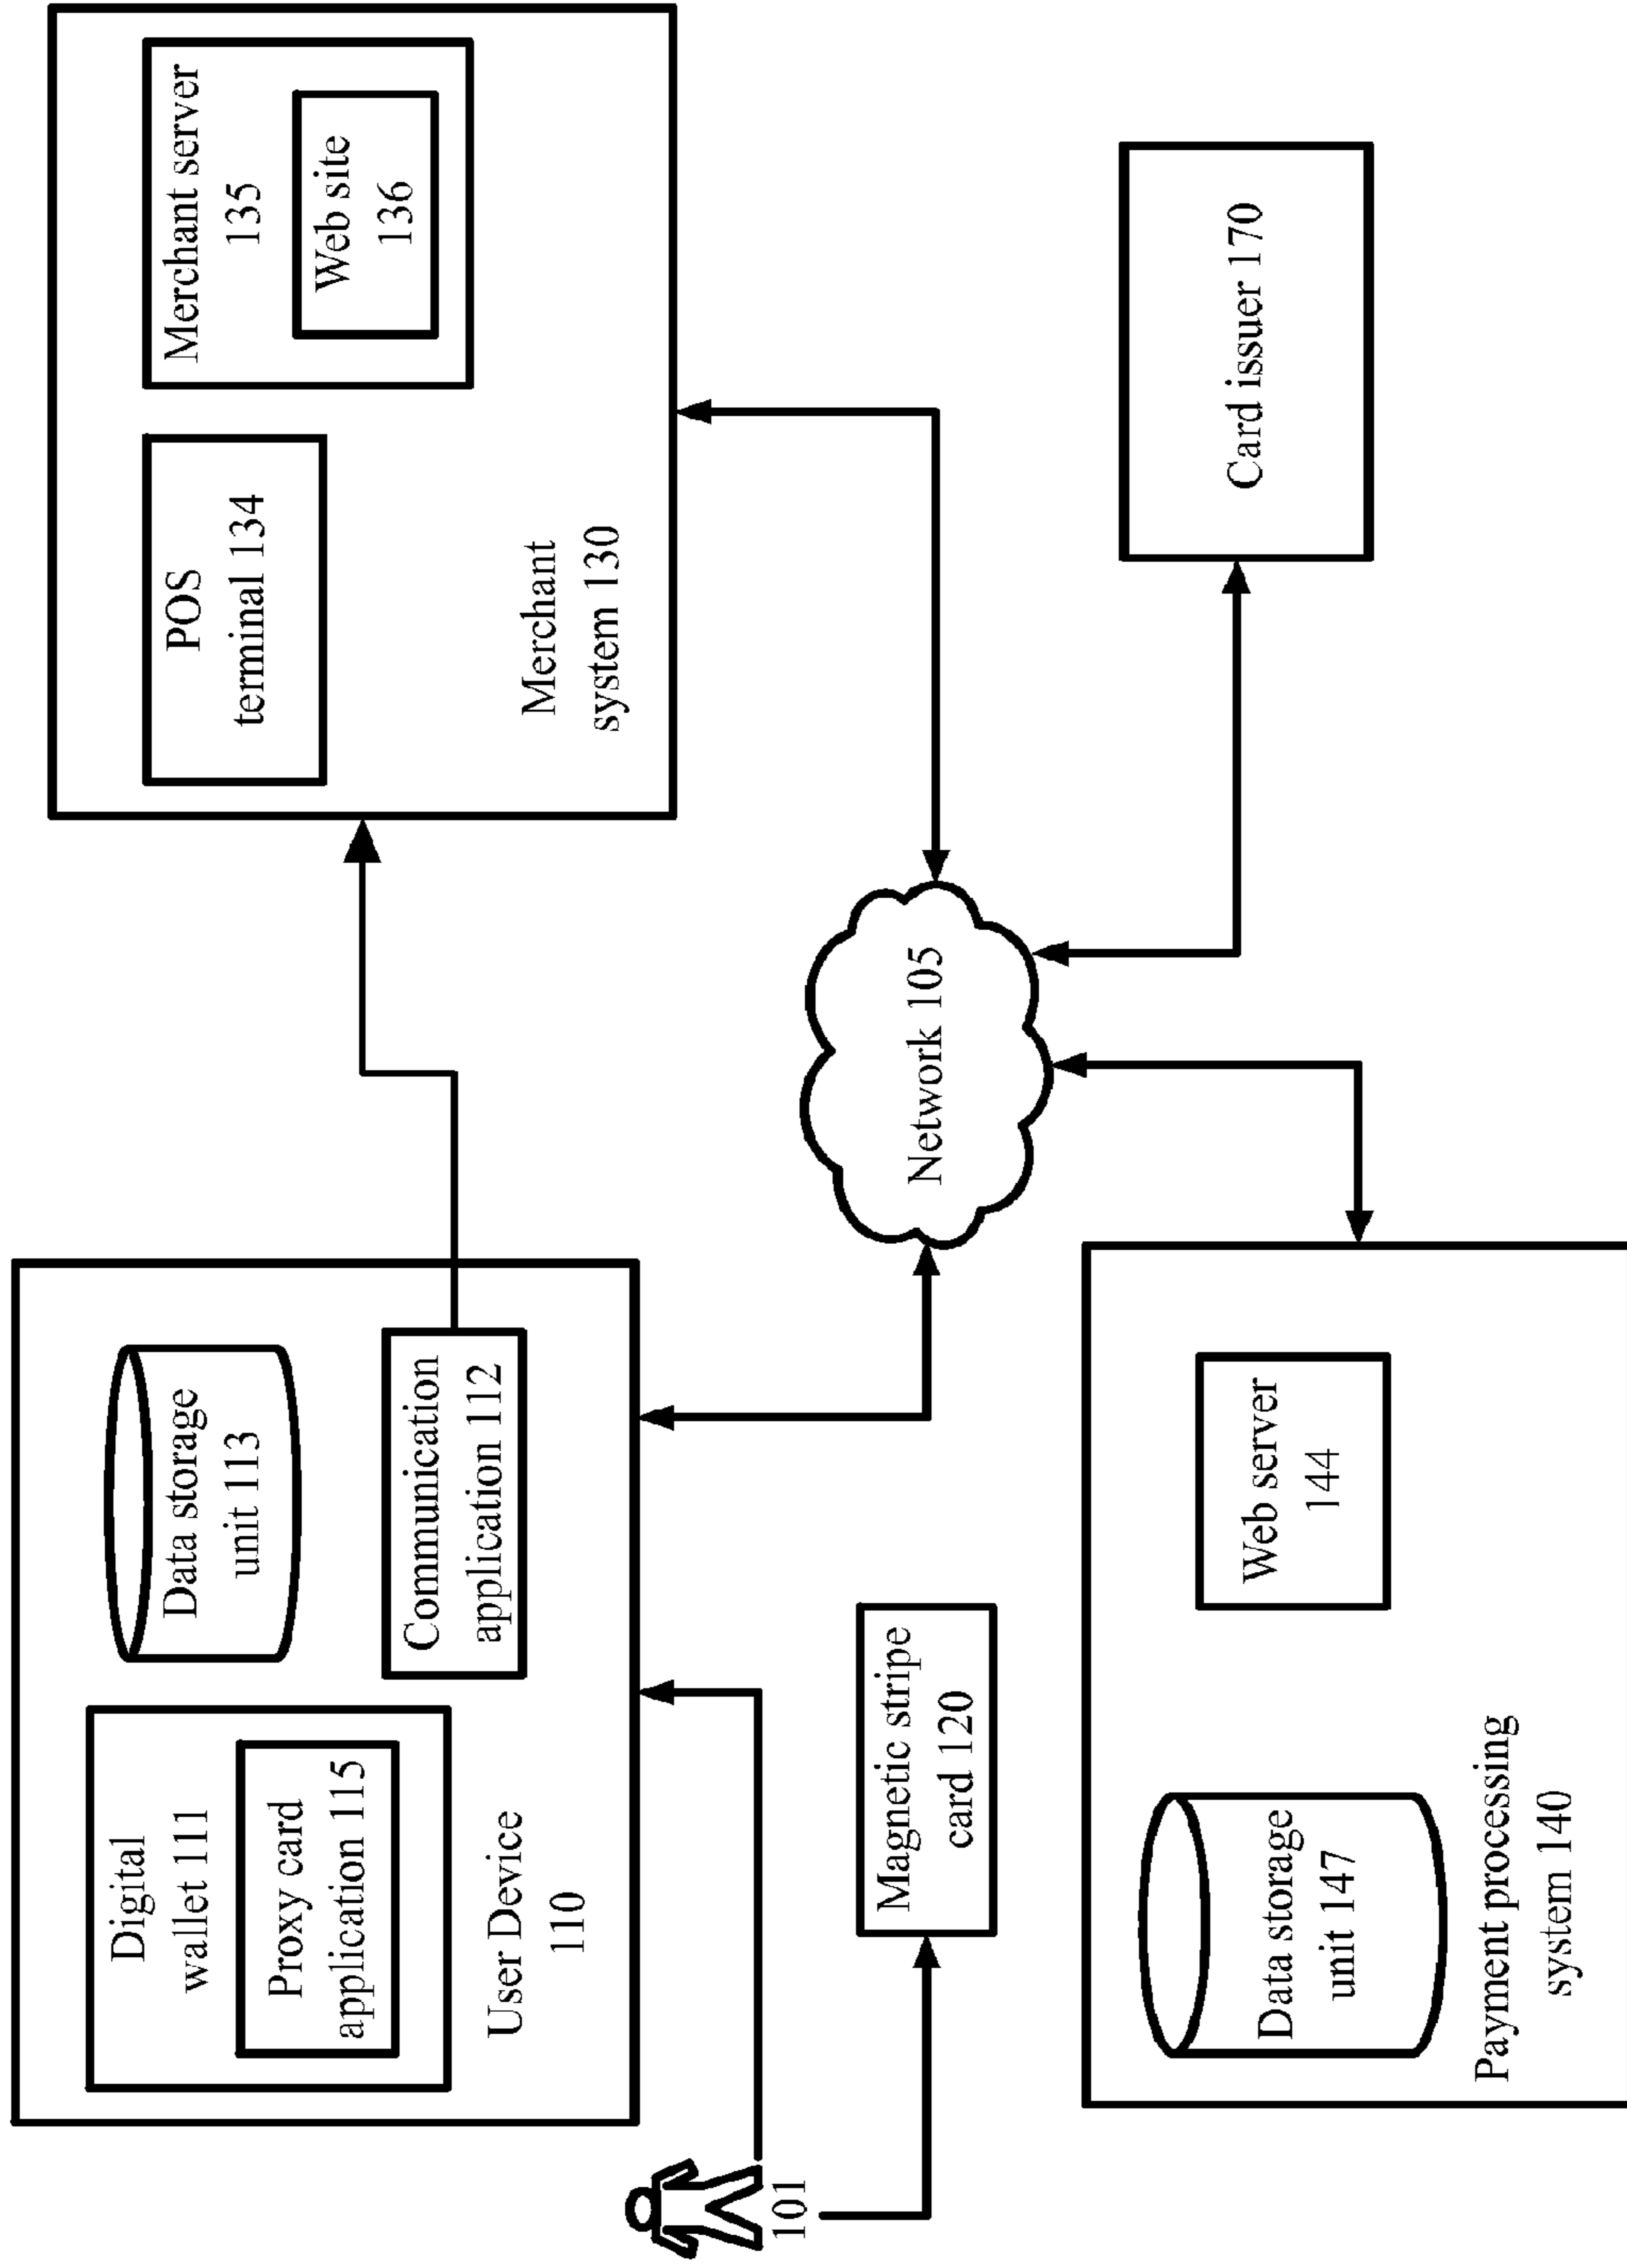 Digital
wallet 111
Proxy card
application 115
Data storage
unit 113
Communication
application 112
User Device
110
POS
terminal 134
Merchant server
135
Web site
136
Merchant
system 130
101
Magnetic stripe
card 120
Network 105
Card issuer 170
Data storage
unit 147
Web server
144
Payment processing
system 140